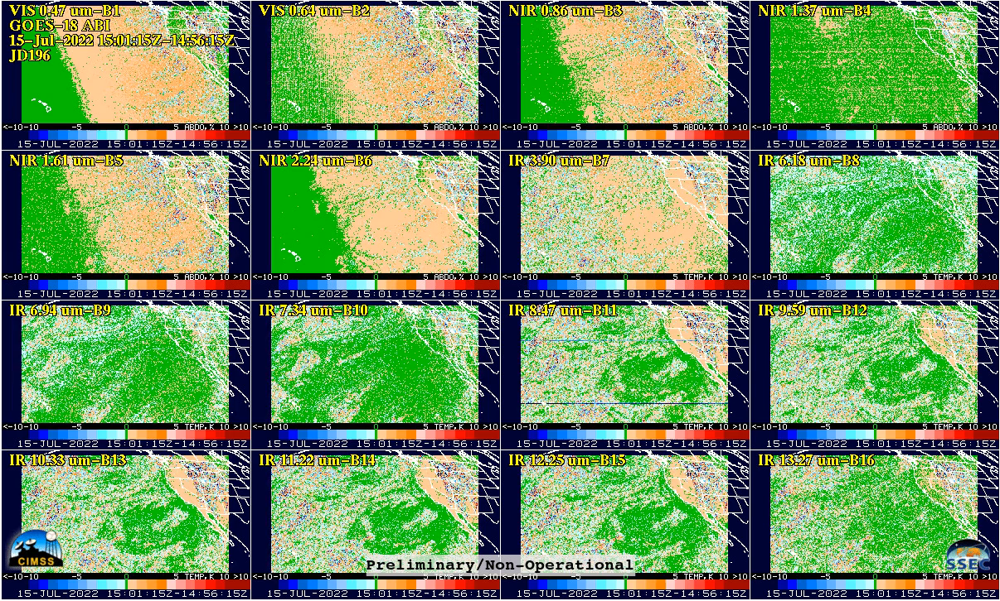 VIS 0.47 um-B1
GOES-18 ABI
15-Jul-2022 15:01:15Z-14:56:15Z
JD196
VIS 0.64 um-B2
NIR 0.86 um-B3
NIR 1.37 um-B4
<-10-10 -5 0 5 ABDO,% 10 >10
<-10-10 -5 0 5 ABDO,% 10 >10
<-10-10 -5 0 5 ABDO,% 10 >10
<-10-10 -5 0 5 ABDO,% 10 >10
15-JUL-2022 15:01:15Z-14:56:15Z
15-JUL-2022 15:01:15Z-14:56:15Z
15-JUL-2022 15:01:15Z-14:56:15Z
15-JUL-2022 15:01:15Z-14:56:15Z
NIR 1.61 um-B5
NIR 2.24 um-B6
IR 3.90 um-B7
IR 6.18 um-B8
<-10-10 -5 0 5 ABDO,% 10 >10
<-10-10 -5 0 5 ABDO,% 10 >10
<-10-10 -5 0 5 TEMP,K 10 >10
<-10-10 -5 0 5 TEMP,K 10 >10
15-JUL-2022 15:01:15Z-14:56:15Z
15-JUL-2022 15:01:15Z-14:56:15Z
15-JUL-2022 15:01:15Z-14:56:15Z
15-JUL-2022 15:01:15Z-14:56:15Z
IR 6.94 um-B9
IR 7.34 um-B10
IR 8.47 um-B11
IR 9.59 um-B12
<-10-10 -5 0 5 TEMP,K 10 >10
<-10-10 -5 0 5 TEMP,K 10 >10
<-10-10 -5 0 5 TEMP,K 10 >10
<-10-10 -5 0 5 TEMP,K 10 >10
15-JUL-2022 15:01:15Z-14:56:15Z
15-JUL-2022 15:01:15Z-14:56:15Z
15-JUL-2022 15:01:15Z-14:56:15Z
15-JUL-2022 15:01:15Z-14:56:15Z
IR 10.33 um-B13
IR 11.22 um-B14
IR 12.25 um-B15
IR 13.27 um-B16
CIMSS
Preliminary/Non-Operational
SSEC
<-10-10 -5 0 5 TEMP,K 10 >10
<-10-10 -5 0 5 TEMP,K 10 >10
<-10-10 -5 0 5 TEMP,K 10 >10
<-10-10 -5 0 5 TEMP,K 10 >10
15-JUL-2022 15:01:15Z-14:56:15Z
15-JUL-2022 15:01:15Z-14:56:15Z
15-JUL-2022 15:01:15Z-14:56:15Z
15-JUL-2022 15:01:15Z-14:56:15Z